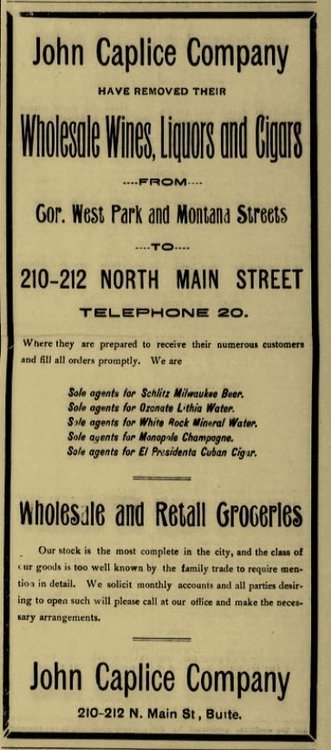 John Caplice Company
HAVE REMOVED THEIR
Wholesale Wines, Liquors and Cigars
----FROM----
Cor. West Park and Montana Streets
----TO----
210-212 NORTH MAIN STREET
TELEPHONE 20.
Where they are prepared to receive their numerous customers
and fill all orders promptly. We are
Sole agents for Schlitz Milwaukee Beer.
Sole agents for Ozonate Lithia Water.
Sole agents for White Rock Mineral Water.
Sole agents for Monopole Champagne.
Sole agents for El Presidenta Cuban Cigar.
Wholesale and Retail Groceries
Our stock is the most complete in the city, and the class of
our goods is too well known by the family trade to require men-
tion in detail. We solicit monthly accounts and all parties desir-
ing to open such will please call at our office and make the neces-
sary arrangements.
John Caplice Company
210-212 N. Main St, Butte.